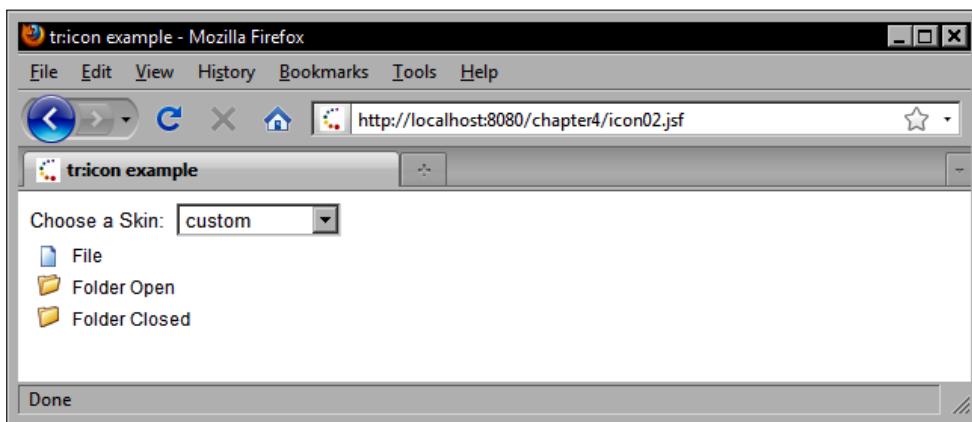 tr:icon example - Mozilla Firefox
File Edit View History Bookmarks Tools Help
http://localhost:8080/chapter4/icon02.jsf
tr:icon example
Choose a Skin: custom
File
Folder Open
Folder Closed
Done